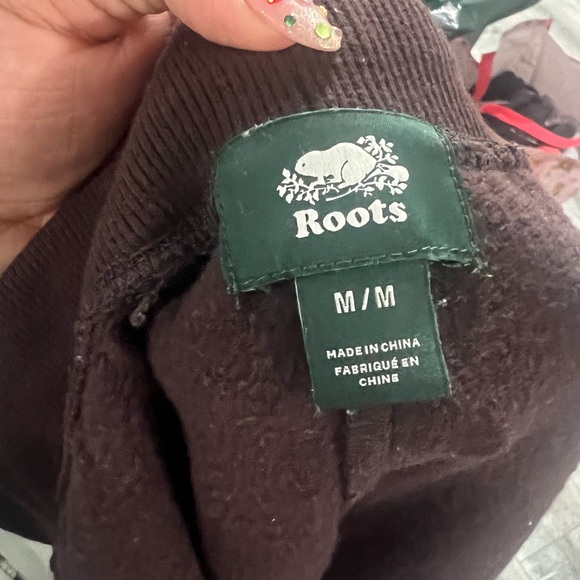 Roots
M/M
MADE IN CHINA
FABRIQUÉ EN
CHINE